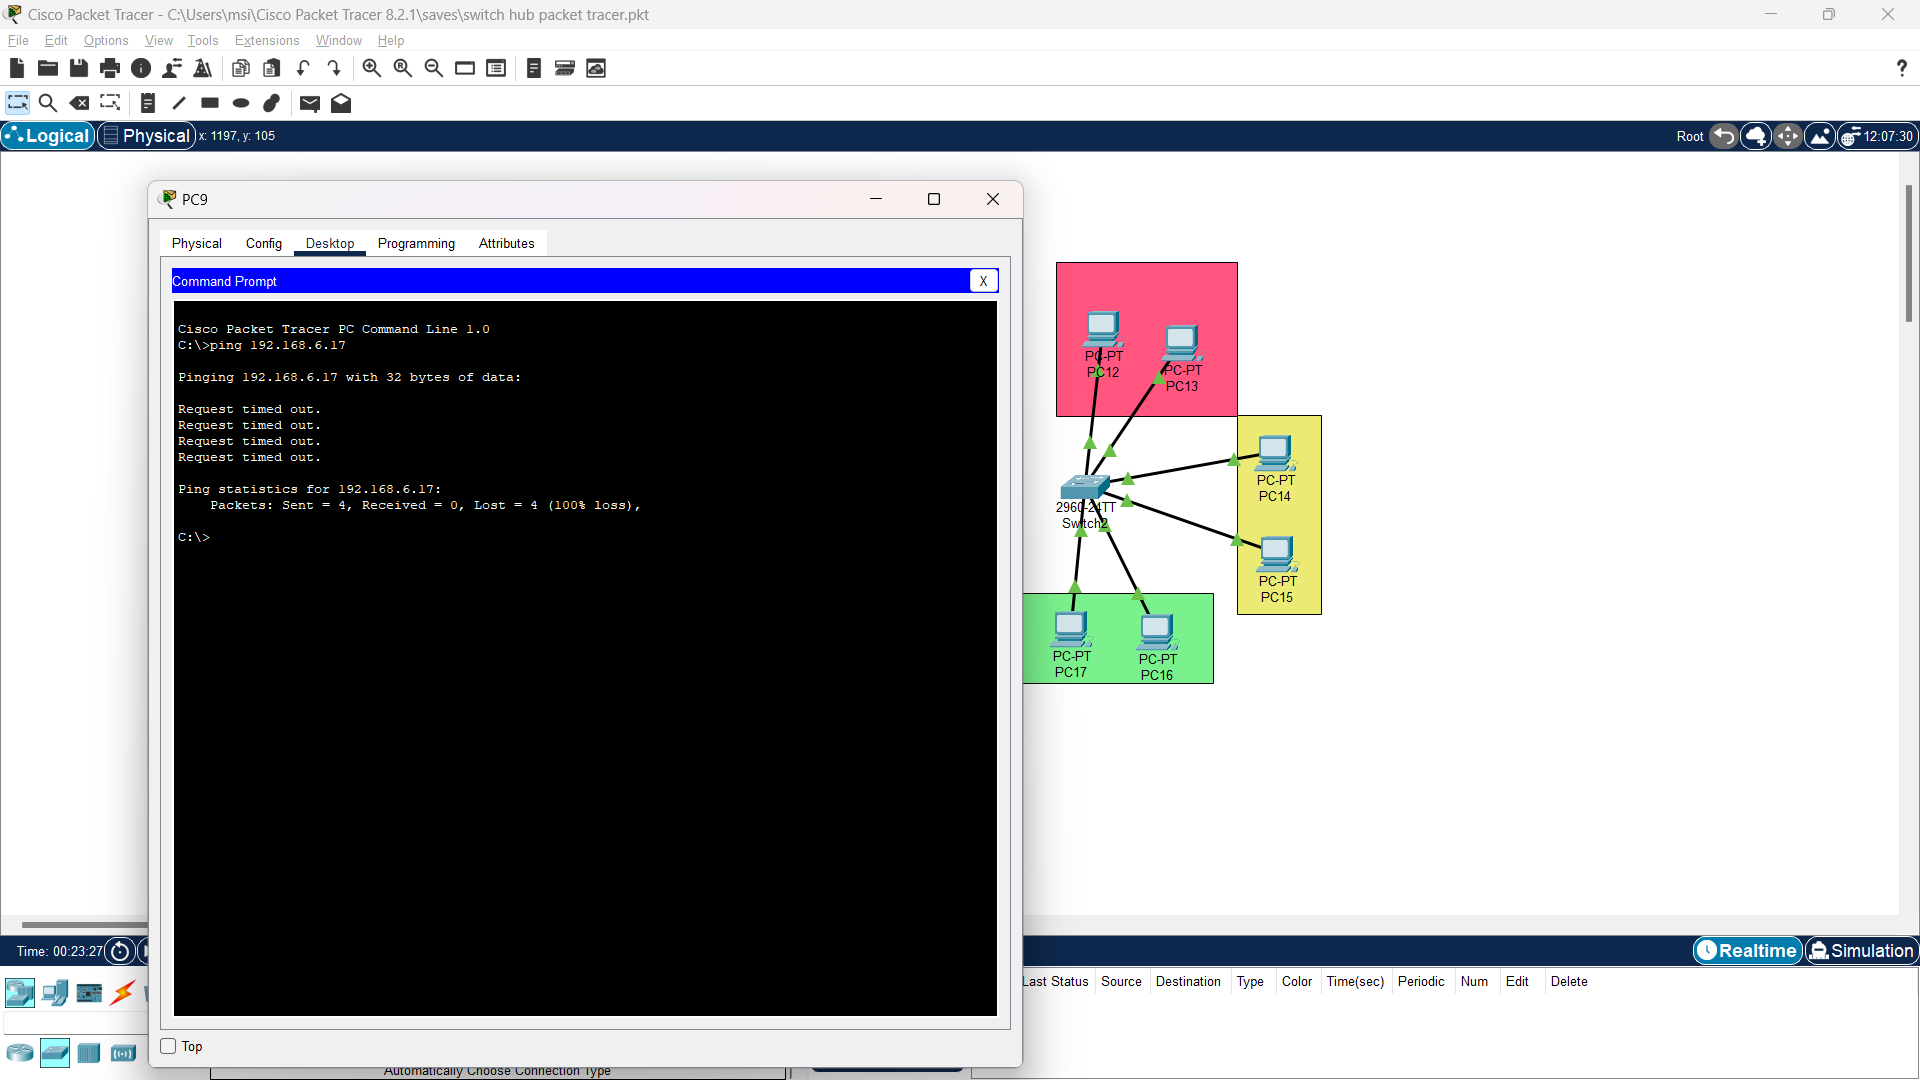 Cisco Packet Tracer - C:\Users\msi\Cisco Packet Tracer 8.2.1\saves\switch hub packet tracer.pkt
File Edit Options View Tools Extensions Window Help
?
Logical Physical x: 1197, y: 105 Root 12:07:30
PC9
Physical Config Desktop Programming Attributes
Command Prompt X
Cisco Packet Tracer PC Command Line 1.0
C:\>ping 192.168.6.17
Pinging 192.168.6.17 with 32 bytes of data:
Request timed out.
Request timed out.
Request timed out.
Request timed out.
Ping statistics for 192.168.6.17:
Packets: Sent = 4, Received = 0, Lost = 4 (100% loss),
C:\>
Top
PC-PT
PC12
PC-PT
PC13
PC-PT
PC14
2960-24TT
Switch2
PC-PT
PC15
PC-PT
PC17
PC-PT
PC16
Time: 00:23:27 Realtime Simulation
Last Status Source Destination Type Color Time(sec) Periodic Num Edit Delete
Automatically Choose Connection Type